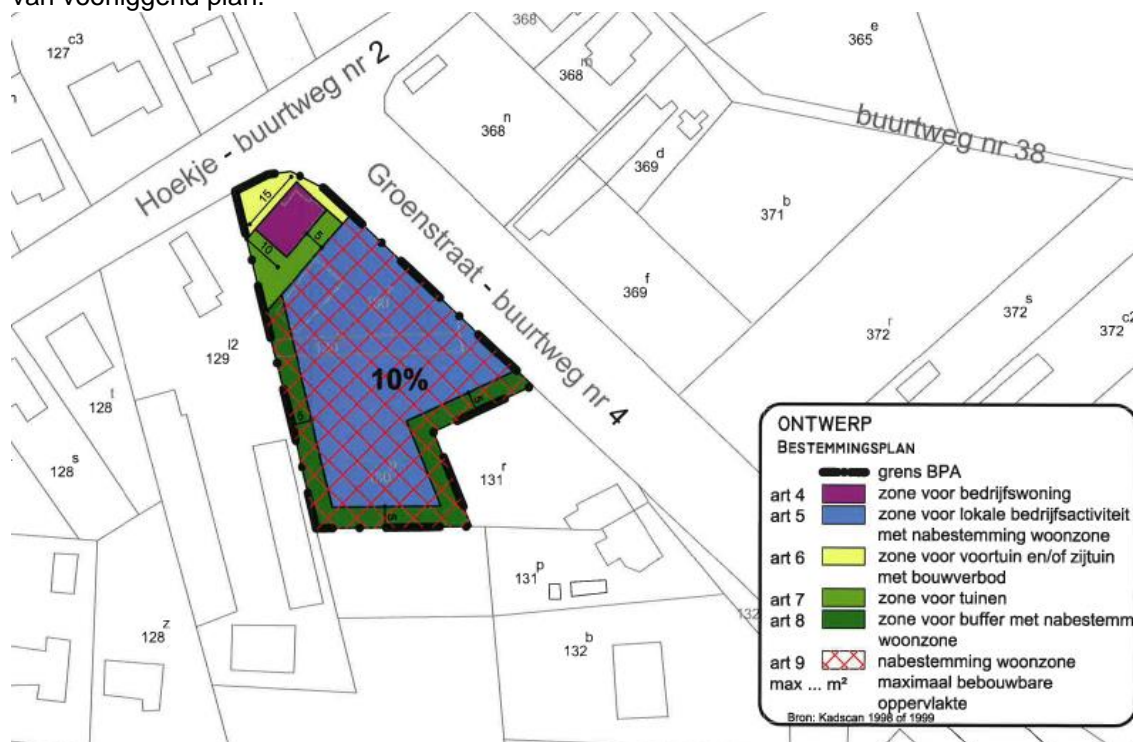 van voorliggend plan.
127 c3
Hoekje - buurtweg nr 2
368
368 m
365 e
368 n
buurtweg nr 38
369 d
371 b
Groenstraat - buurtweg nr 4
15
5
10
369 f
372 r
372 s
372 c2
129 l2
10%
128 t
128 s
5
5
5
131 r
131 p
132
132 b
128 z
ONTWERP
BESTEMMINGSPLAN
grens BPA
art 4 zone voor bedrijfswoning
art 5 zone voor lokale bedrijfsactiviteit
met nabestemming woonzone
art 6 zone voor voortuin en/of zijtuin
met bouwverbod
art 7 zone voor tuinen
art 8 zone voor buffer met nabestemm
woonzone
art 9 nabestemming woonzone
max ... m² maximaal bebouwbare
oppervlakte
Bron: Kadscan 1998 of 1999